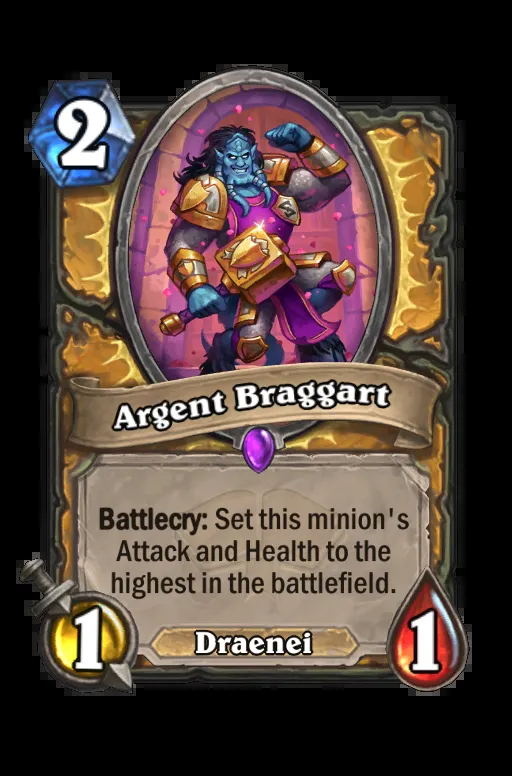 2
Argent Braggart
Battlecry: Set this minion's
Attack and Health to the
highest in the battlefield.
1
Draenei
1